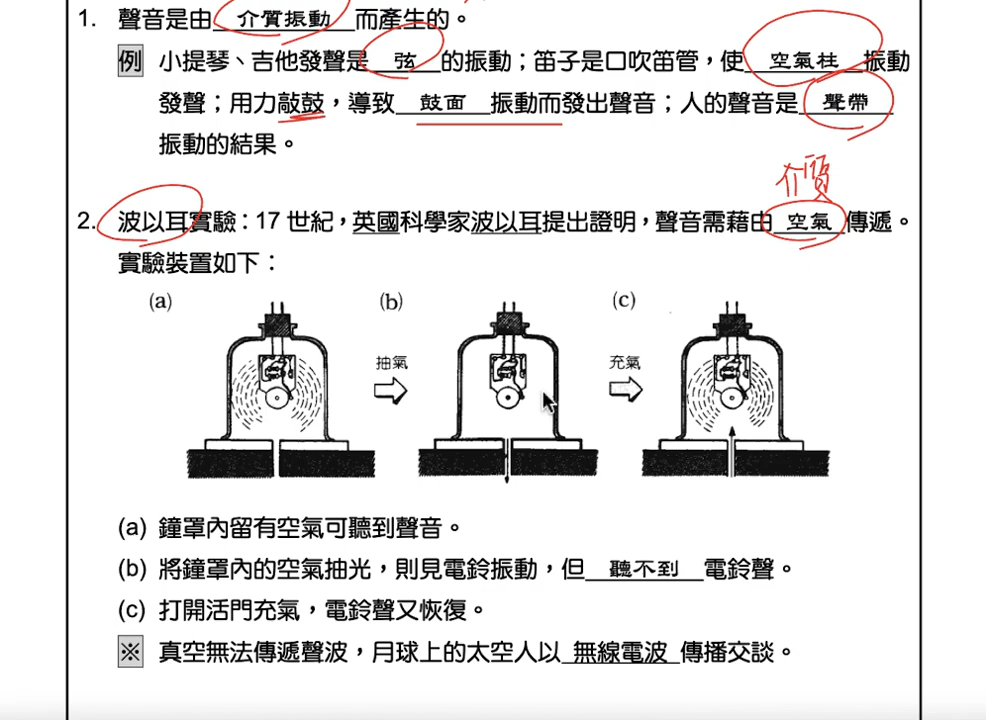 1. 聲音是由 介質振動 而產生的。
例 小提琴、吉他發聲是 弦 的振動；笛子是口吹笛管，使 空氣柱 振動
發聲；用力敲鼓，導致 鼓面 振動而發出聲音；人的聲音是 聲帶
振動的結果。
介質
2. 波以耳實驗：17 世紀，英國科學家波以耳提出證明，聲音需藉由 空氣 傳遞。
實驗裝置如下：
(a) (b) (c)
抽氣 充氣
(a) 鐘罩內留有空氣可聽到聲音。
(b) 將鐘罩內的空氣抽光，則見電鈴振動，但 聽不到 電鈴聲。
(c) 打開活門充氣，電鈴聲又恢復。
※ 真空無法傳遞聲波，月球上的太空人以 無線電波 傳播交談。